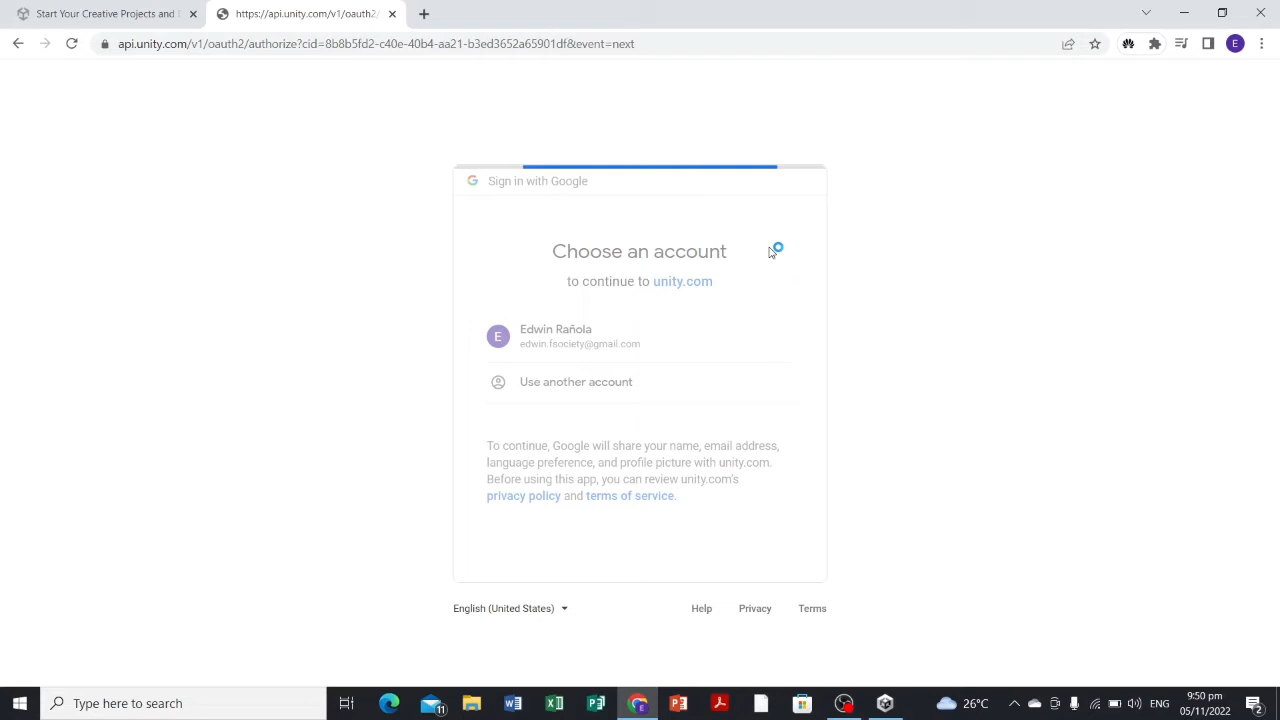 Start Your Creative Projects and
https://api.unity.com/v1/oauth2/
api.unity.com/v1/oauth2/authorize?cid=8b8b5fd2-c40e-40b4-aa21-b3cd3652a65501df&event=next
E
Sign in with Google
Choose an account
to continue to unity.com
E
Edwin Rañola
edwin.fsociety@gmail.com
Use another account
To continue, Google will share your name, email address,
language preference, and profile picture with unity.com.
Before using this app, you can review unity.com's
privacy policy and terms of service.
English (United States)
Help
Privacy
Terms
Type here to search
11
26°C
ENG
9:50 pm
05/11/2022
2